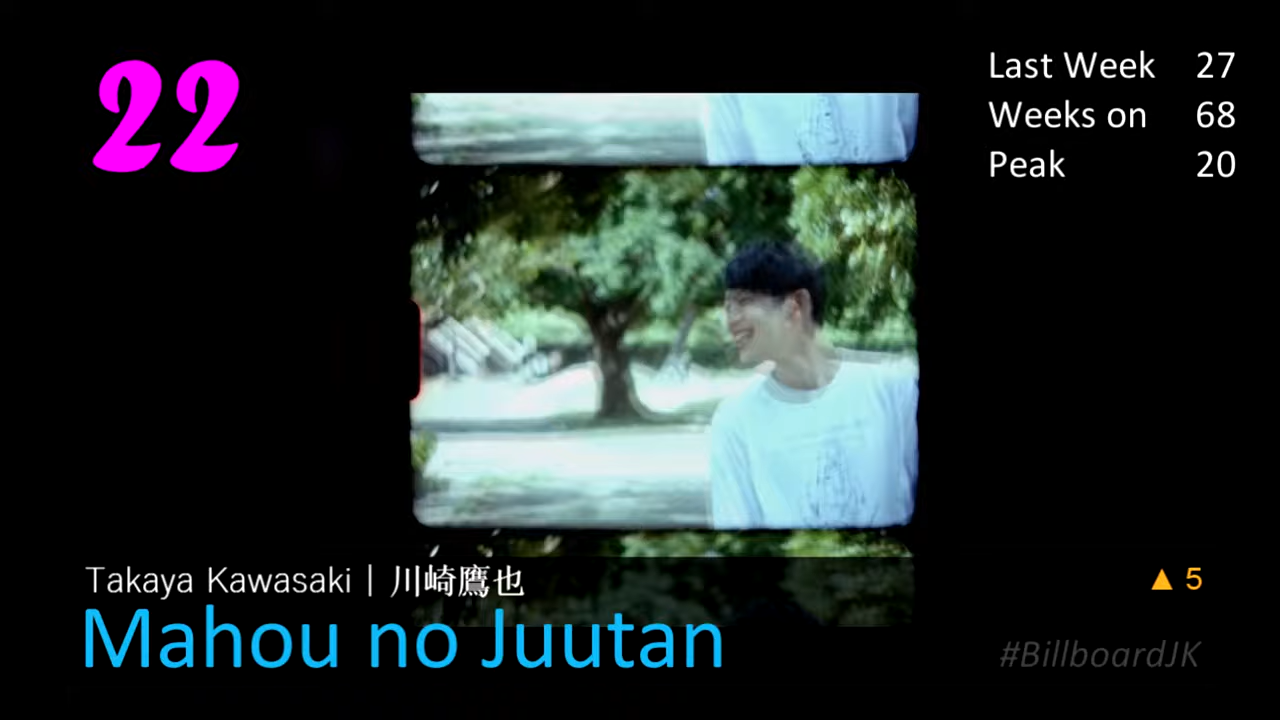 22
Last Week 27
Weeks on 68
Peak 20
Takaya Kawasaki | 川崎鷹也
▲ 5
Mahou no Juutan
#BillboardJK